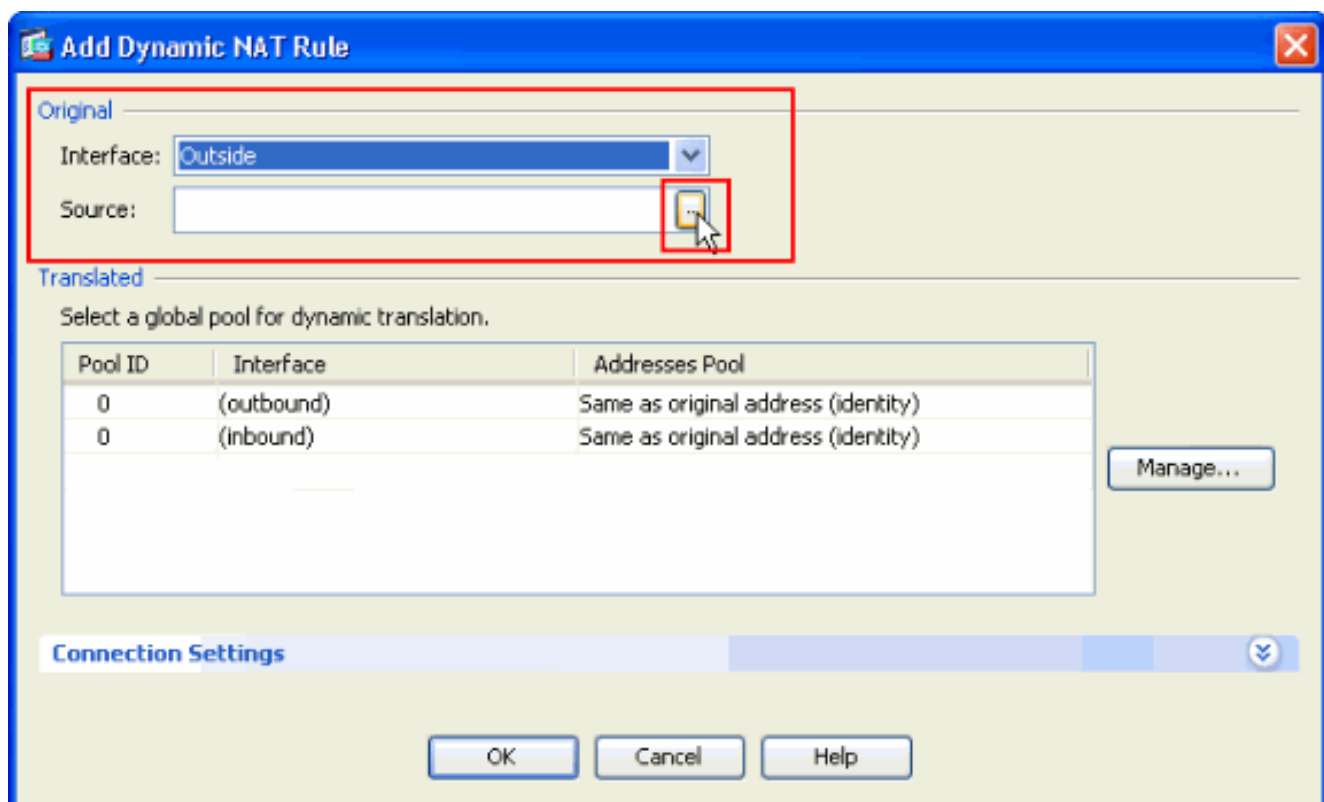 Add Dynamic NAT Rule
Original
Interface: Outside
Source: ...
Translated
Select a global pool for dynamic translation.
Pool ID Interface Addresses Pool
0 (outbound) Same as original address (identity)
0 (inbound) Same as original address (identity)
Manage...
Connection Settings
OK Cancel Help